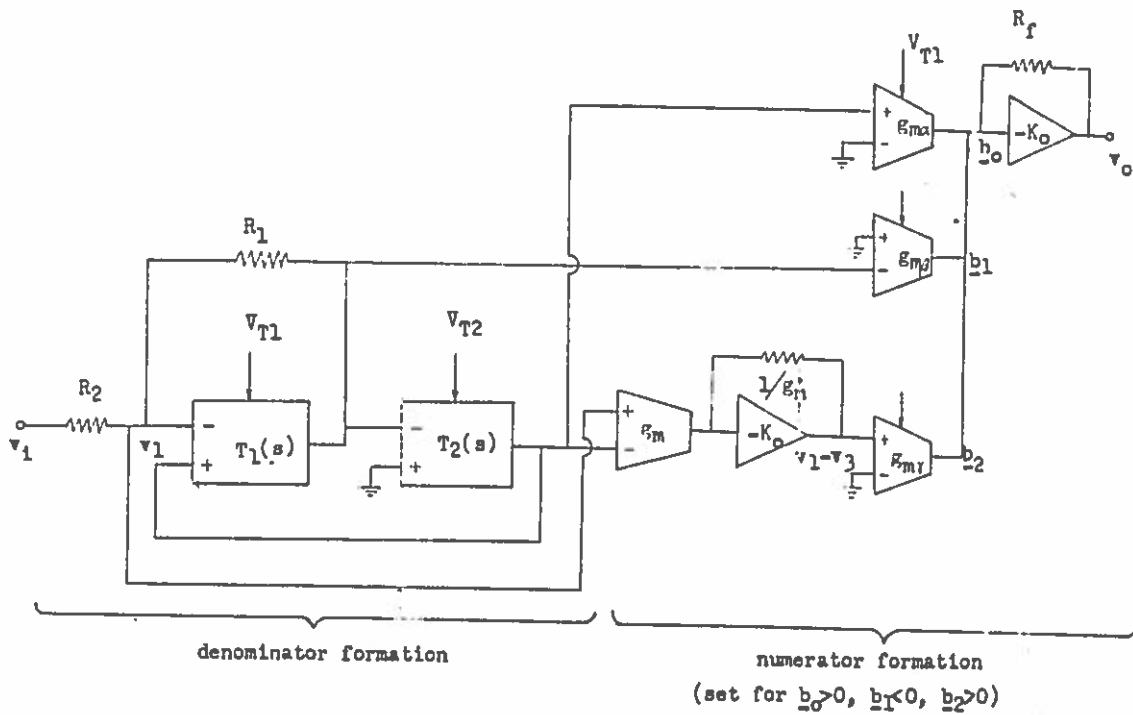 R_f
V_T1
+
g_mα
-
-K_o
b_o
v_o
R_1
+
g_mβ
-
b_1
V_T1
V_T2
R_2
1/g_m
v_i
v_1
-
T_1(s)
+
-
T_2(s)
+
+
g_m
-
-K_o
v_1-v_3
+
g_mγ
-
b_2
denominator formation
numerator formation
(set for b_o>0, b_1<0, b_2>0)